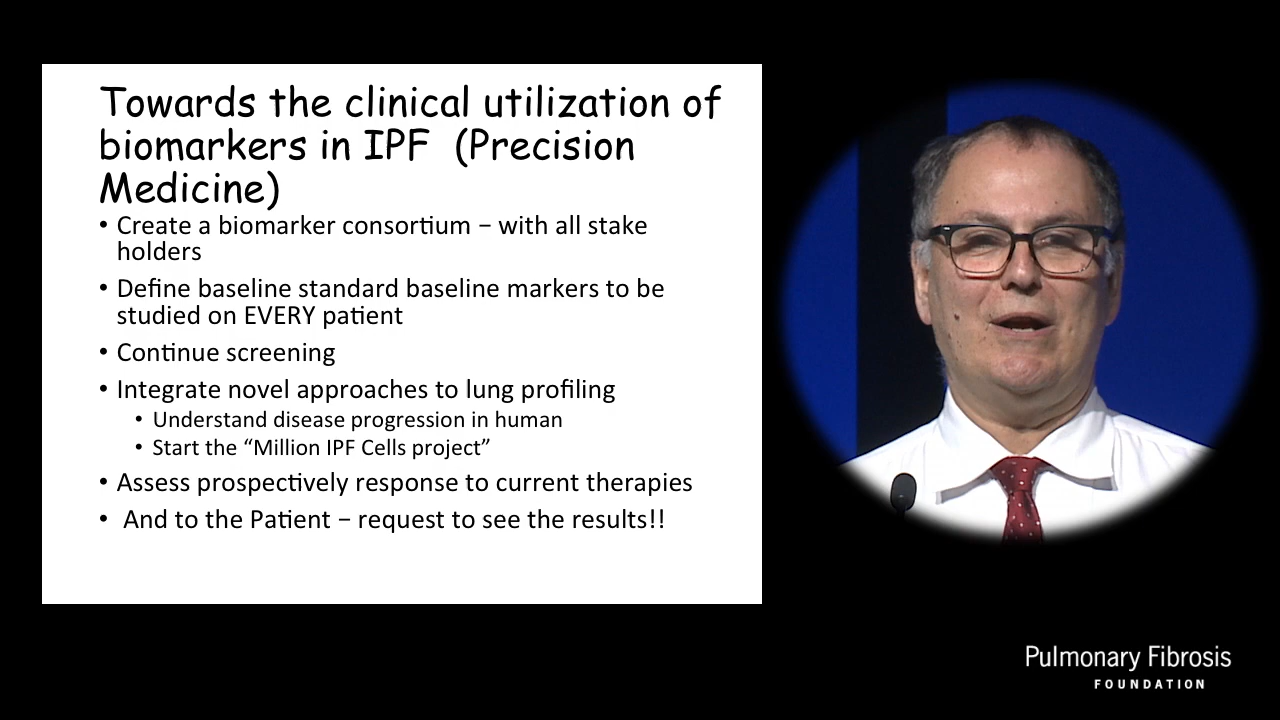 Towards the clinical utilization of
biomarkers in IPF (Precision
Medicine)
• Create a biomarker consortium – with all stake
holders
• Define baseline standard baseline markers to be
studied on EVERY patient
• Continue screening
• Integrate novel approaches to lung profiling
• Understand disease progression in human
• Start the “Million IPF Cells project”
• Assess prospectively response to current therapies
• And to the Patient – request to see the results!!
Pulmonary Fibrosis
FOUNDATION